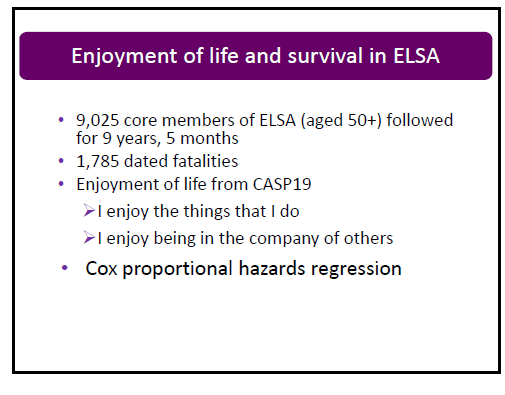 Enjoyment of life and survival in ELSA
• 9,025 core members of ELSA (aged 50+) followed
for 9 years, 5 months
• 1,785 dated fatalities
• Enjoyment of life from CASP19
➢I enjoy the things that I do
➢I enjoy being in the company of others
• Cox proportional hazards regression